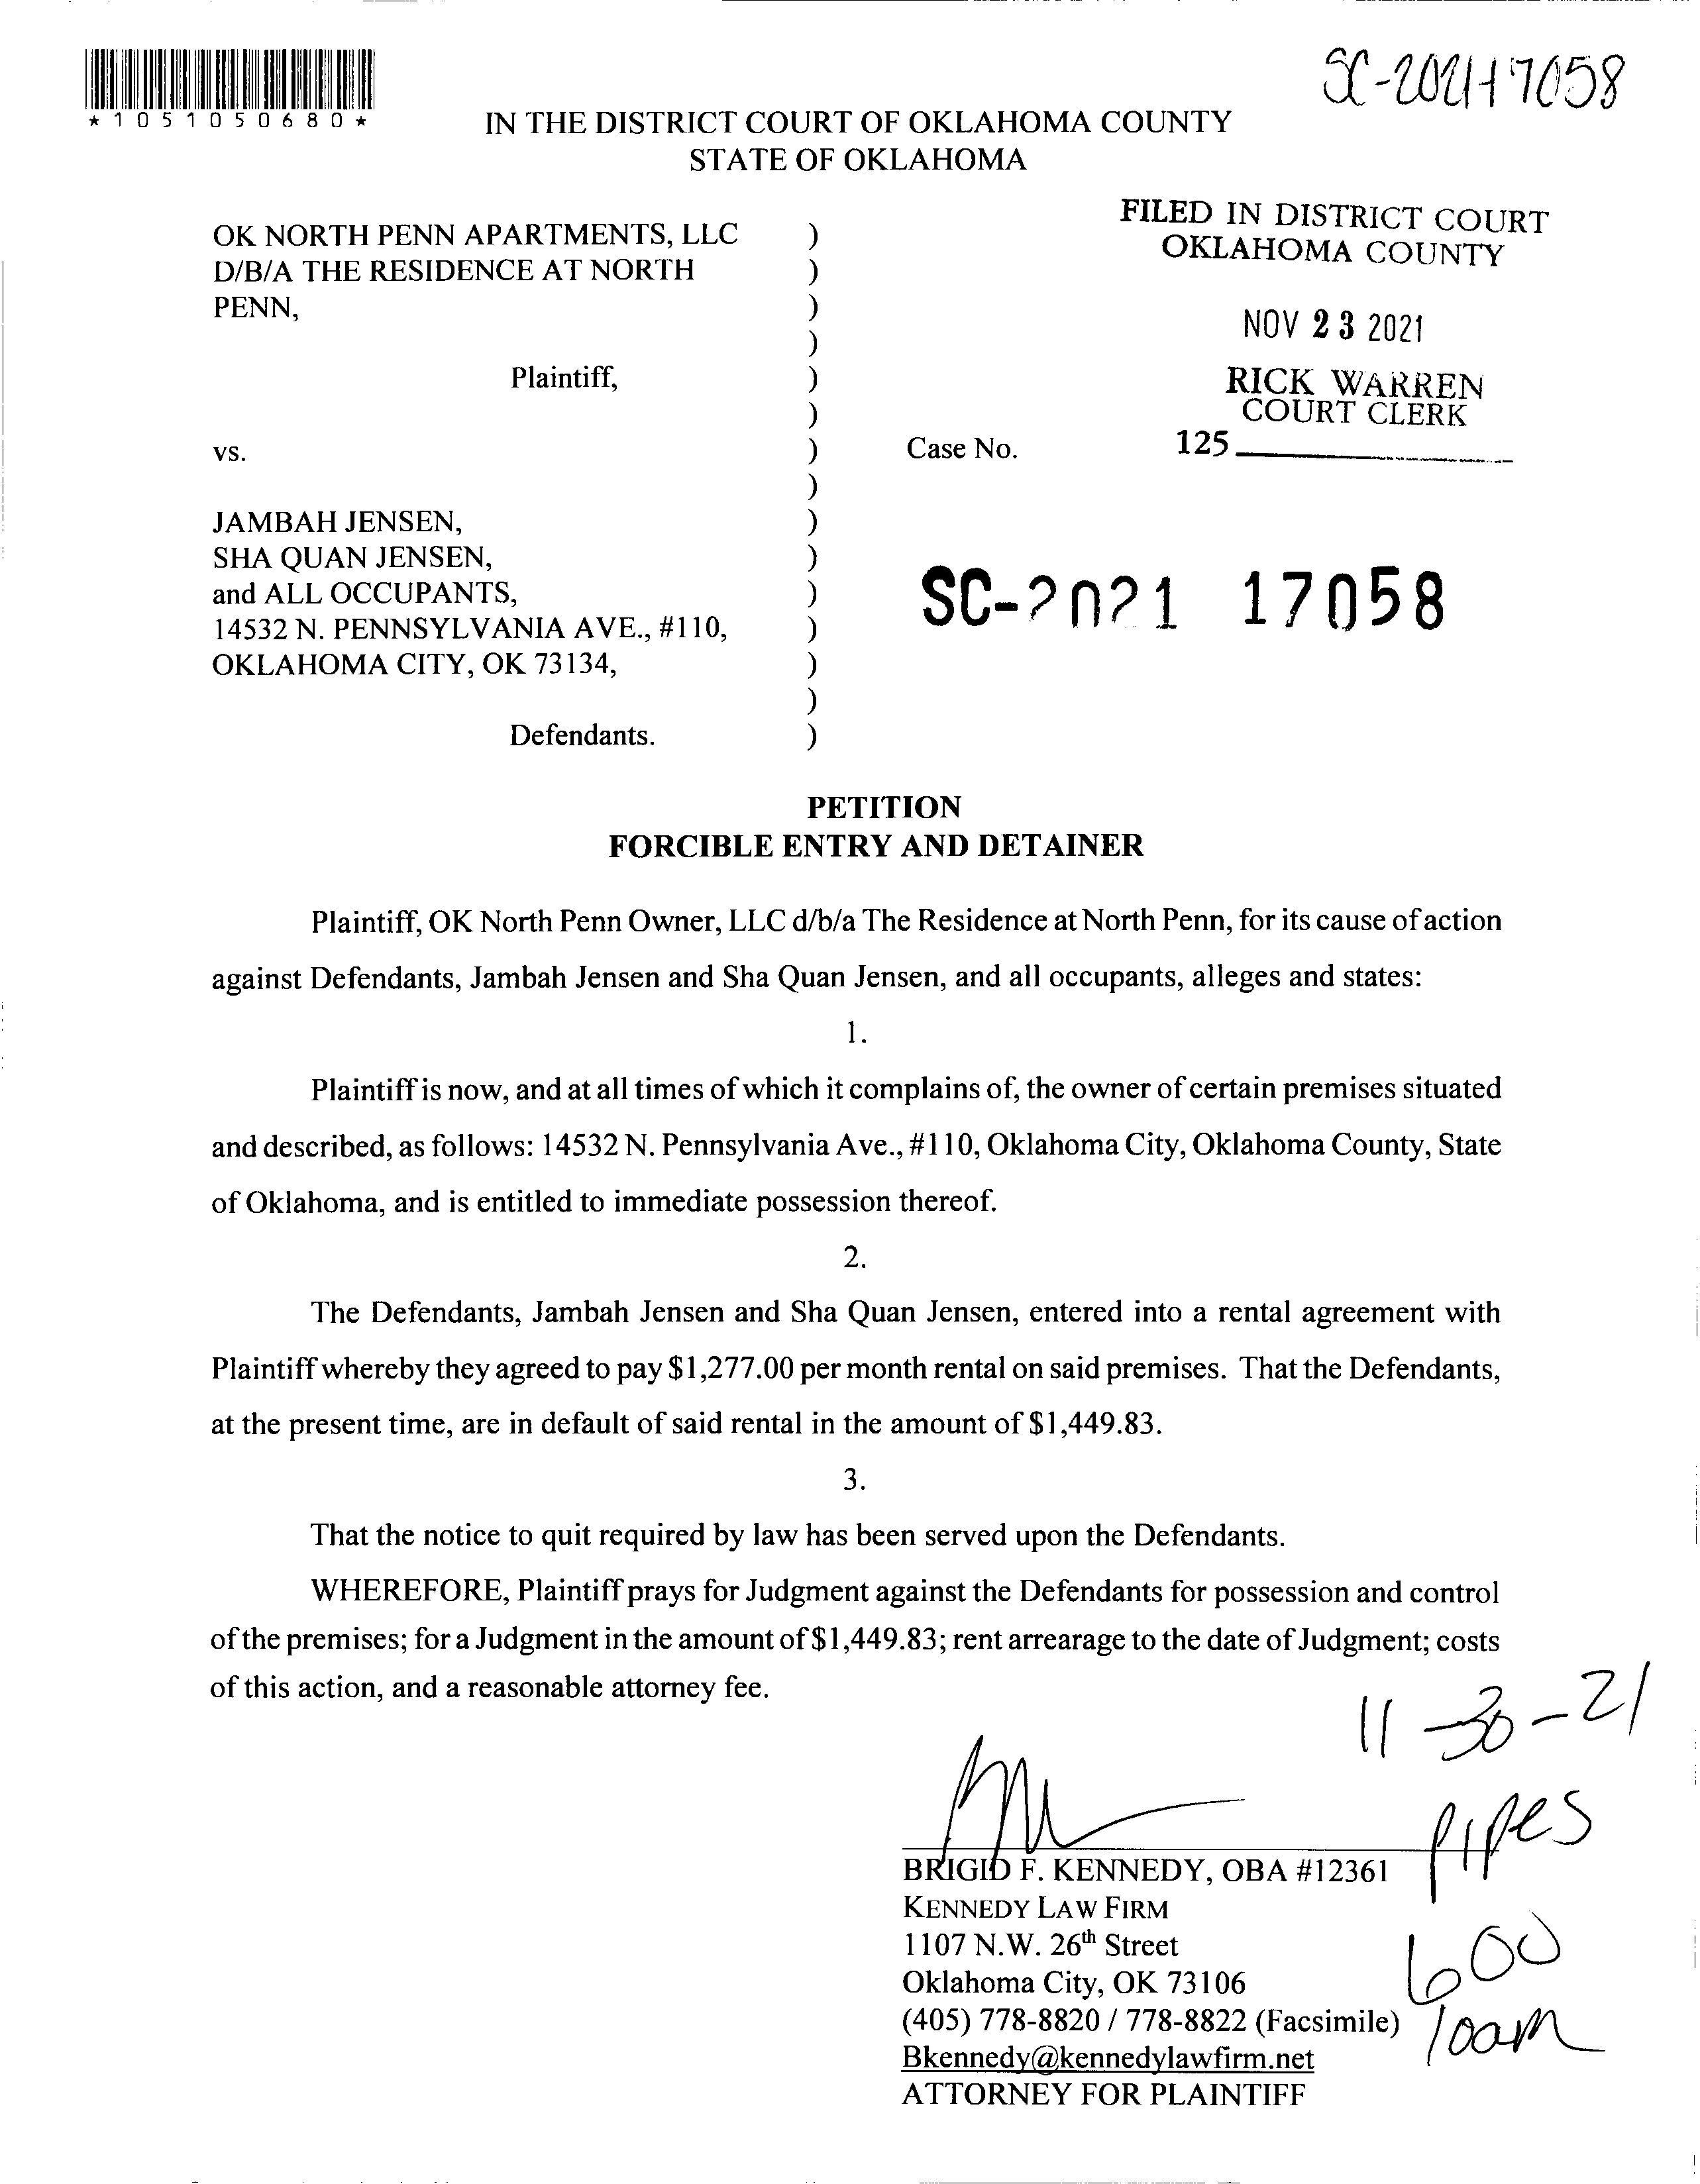 SC-2021-17058
*1051050680*
IN THE DISTRICT COURT OF OKLAHOMA COUNTY
STATE OF OKLAHOMA
FILED IN DISTRICT COURT
OKLAHOMA COUNTY
NOV 23 2021
RICK WARREN
COURT CLERK
125
OK NORTH PENN APARTMENTS, LLC )
D/B/A THE RESIDENCE AT NORTH )
PENN, )
)
Plaintiff, )
)
vs. ) Case No.
)
JAMBAH JENSEN, )
SHA QUAN JENSEN, )
and ALL OCCUPANTS, ) SC-2021 17058
14532 N. PENNSYLVANIA AVE., #110, )
OKLAHOMA CITY, OK 73134, )
)
Defendants. )
PETITION
FORCIBLE ENTRY AND DETAINER
Plaintiff, OK North Penn Owner, LLC d/b/a The Residence at North Penn, for its cause of action
against Defendants, Jambah Jensen and Sha Quan Jensen, and all occupants, alleges and states:
1.
Plaintiff is now, and at all times of which it complains of, the owner of certain premises situated
and described, as follows: 14532 N. Pennsylvania Ave., #110, Oklahoma City, Oklahoma County, State
of Oklahoma, and is entitled to immediate possession thereof.
2.
The Defendants, Jambah Jensen and Sha Quan Jensen, entered into a rental agreement with
Plaintiff whereby they agreed to pay $1,277.00 per month rental on said premises. That the Defendants,
at the present time, are in default of said rental in the amount of $1,449.83.
3.
That the notice to quit required by law has been served upon the Defendants.
WHEREFORE, Plaintiff prays for Judgment against the Defendants for possession and control
of the premises; for a Judgment in the amount of $1,449.83; rent arrearage to the date of Judgment; costs
of this action, and a reasonable attorney fee.
11-30-21
Pipes
600
10am
BRIGID F. KENNEDY, OBA #12361
KENNEDY LAW FIRM
1107 N.W. 26th Street
Oklahoma City, OK 73106
(405) 778-8820 / 778-8822 (Facsimile)
Bkennedy@kennedylawfirm.net
ATTORNEY FOR PLAINTIFF